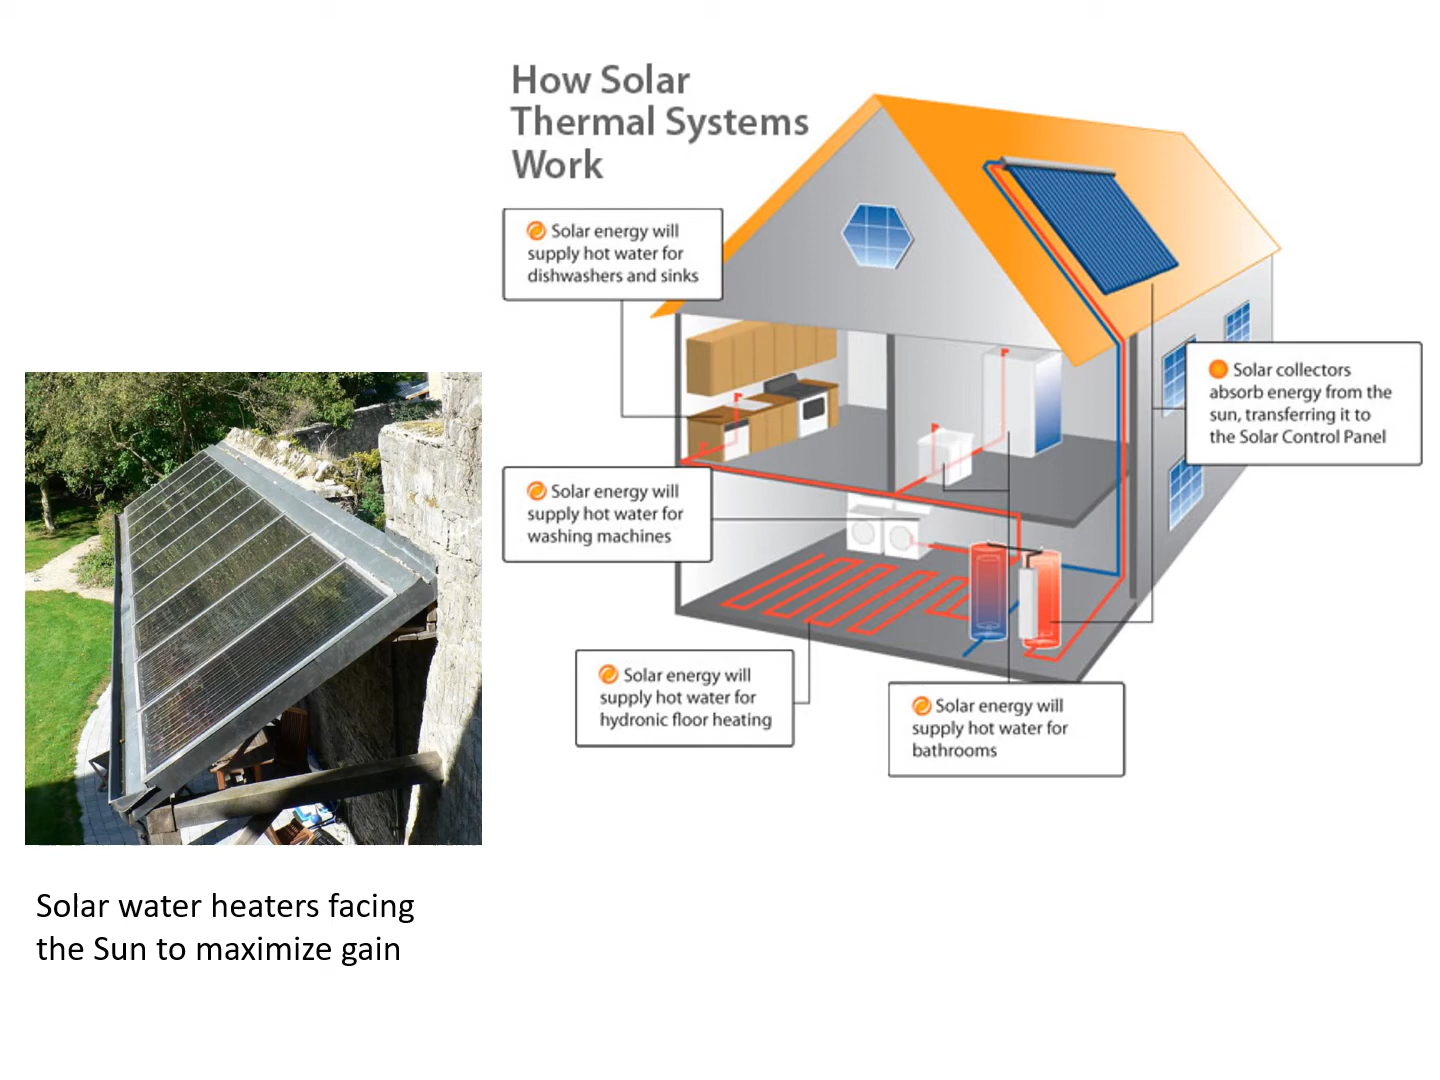 How Solar
Thermal Systems
Work
Solar energy will
supply hot water for
dishwashers and sinks
Solar collectors
absorb energy from the
sun, transferring it to
the Solar Control Panel
Solar energy will
supply hot water for
washing machines
Solar energy will
supply hot water for
hydronic floor heating
Solar energy will
supply hot water for
bathrooms
Solar water heaters facing
the Sun to maximize gain